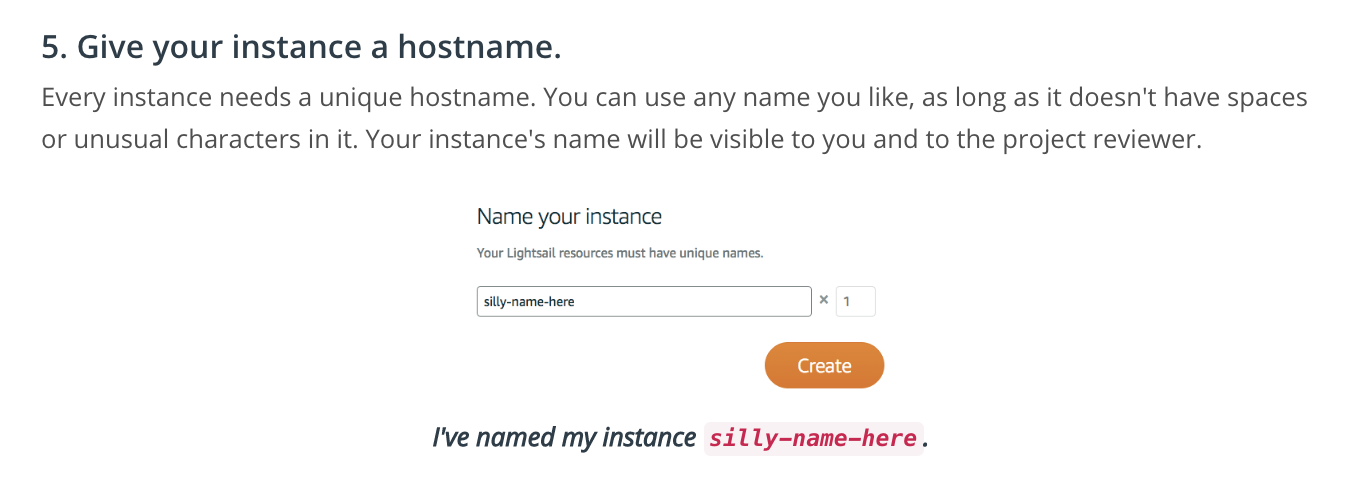 5. Give your instance a hostname.
Every instance needs a unique hostname. You can use any name you like, as long as it doesn't have spaces
or unusual characters in it. Your instance's name will be visible to you and to the project reviewer.
Name your instance
Your Lightsail resources must have unique names.
silly-name-here × 1
Create
I've named my instance silly-name-here.